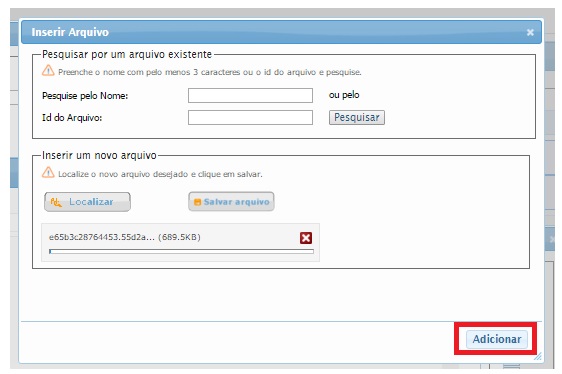 Inserir Arquivo
Pesquisar por um arquivo existente
Preenche o nome com pelo menos 3 caracteres ou o id do arquivo e pesquise.
Pesquise pelo Nome: ou pelo
Id do Arquivo: Pesquisar
Inserir um novo arquivo
Localize o novo arquivo desejado e clique em salvar.
Localizar Salvar arquivo
e65b3c28764453.55d2a... (689.5KB)
Adicionar